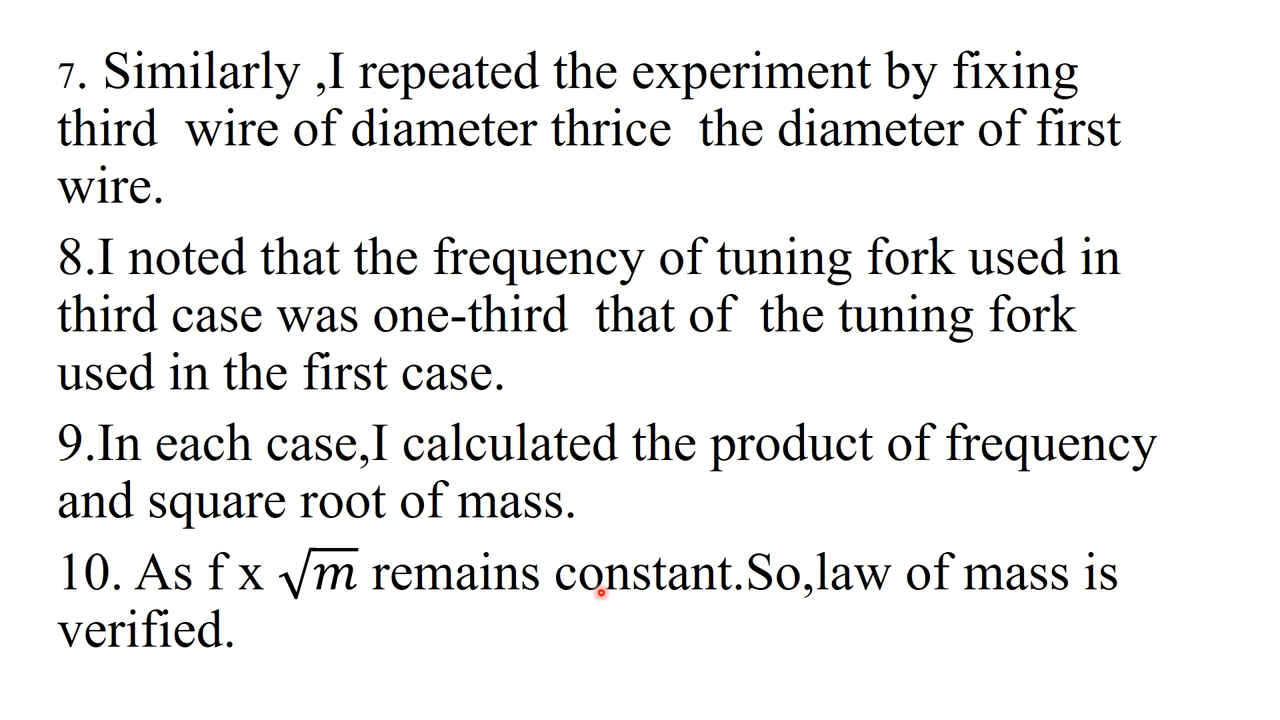 7. Similarly ,I repeated the experiment by fixing
third wire of diameter thrice the diameter of first
wire.
8.I noted that the frequency of tuning fork used in
third case was one-third that of the tuning fork
used in the first case.
9.In each case,I calculated the product of frequency
and square root of mass.
10. As f x √m remains constant.So,law of mass is
verified.